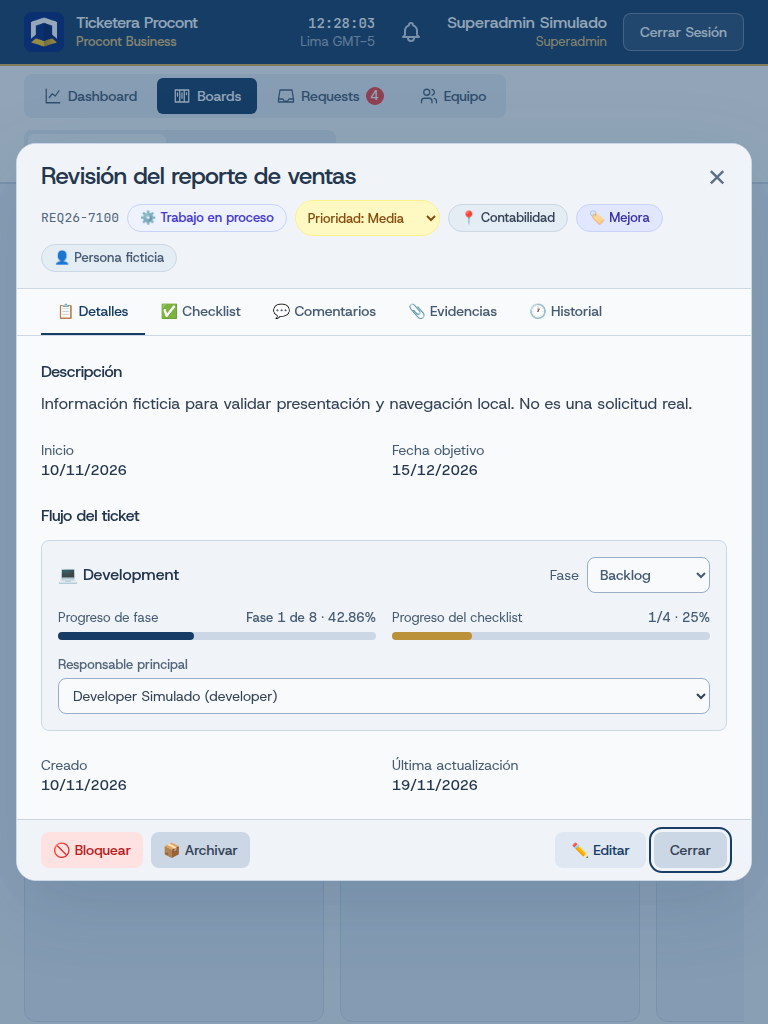 Ticketera Procont
Procont Business
12:28:03
Lima GMT-5
Superadmin Simulado
Superadmin
Cerrar Sesión
Dashboard
Boards
Requests 4
Equipo
Revisión del reporte de ventas
REQ26-7100
Trabajo en proceso
Prioridad: Media
Contabilidad
Mejora
Persona ficticia
Detalles
Checklist
Comentarios
Evidencias
Historial
Descripción
Información ficticia para validar presentación y navegación local. No es una solicitud real.
Inicio
10/11/2026
Fecha objetivo
15/12/2026
Flujo del ticket
Development
Fase
Backlog
Progreso de fase
Fase 1 de 8 · 42.86%
Progreso del checklist
1/4 · 25%
Responsable principal
Developer Simulado (developer)
Creado
10/11/2026
Última actualización
19/11/2026
Bloquear
Archivar
Editar
Cerrar